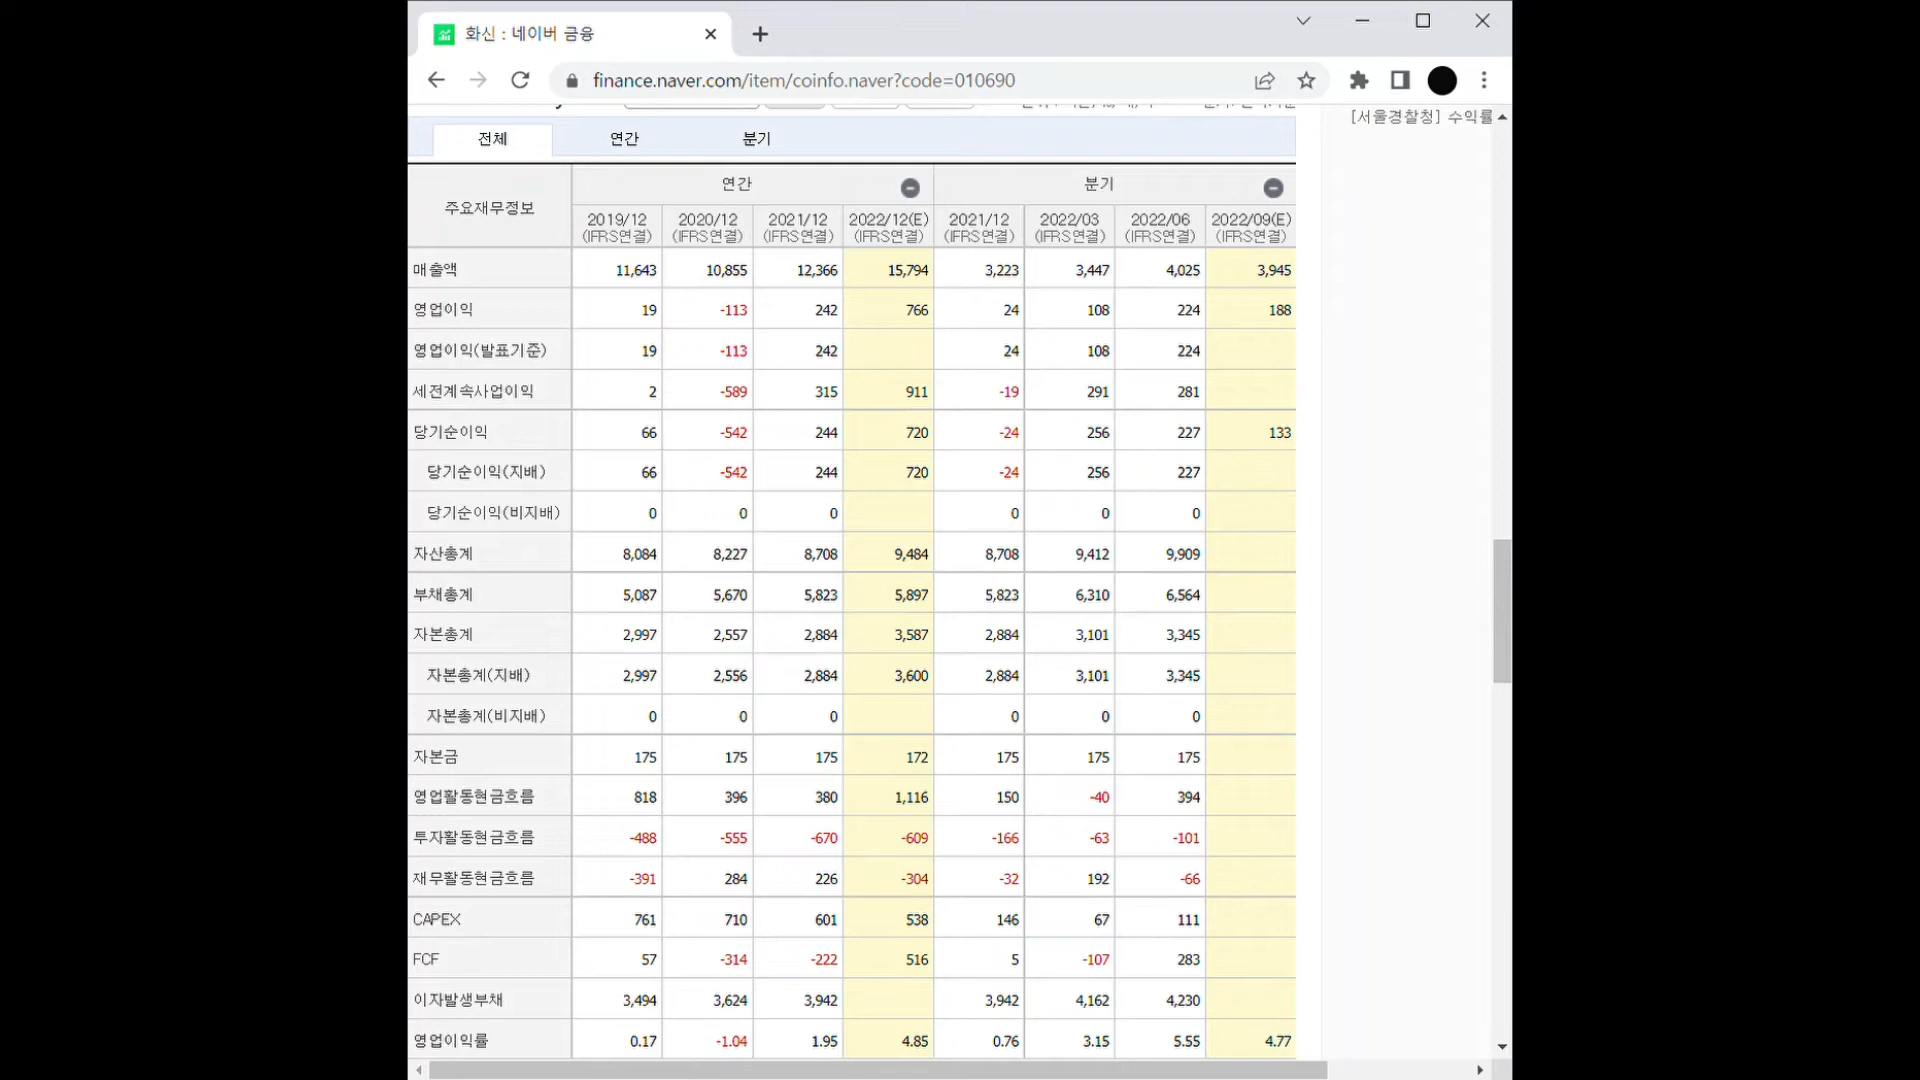 화신 : 네이버 금융
finance.naver.com/item/coinfo.naver?code=010690
[서울경찰청] 수익률
전체 연간 분기
주요재무정보 연간 분기
2019/12 2020/12 2021/12 2022/12(E) 2021/12 2022/03 2022/06 2022/09(E)
(IFRS연결) (IFRS연결) (IFRS연결) (IFRS연결) (IFRS연결) (IFRS연결) (IFRS연결) (IFRS연결)
매출액 11,643 10,855 12,366 15,794 3,223 3,447 4,025 3,945
영업이익 19 -113 242 766 24 108 224 188
영업이익(발표기준) 19 -113 242 24 108 224
세전계속사업이익 2 -589 315 911 -19 291 281
당기순이익 66 -542 244 720 -24 256 227 133
당기순이익(지배) 66 -542 244 720 -24 256 227
당기순이익(비지배) 0 0 0 0 0 0
자산총계 8,084 8,227 8,708 9,484 8,708 9,412 9,909
부채총계 5,087 5,670 5,823 5,897 5,823 6,310 6,564
자본총계 2,997 2,557 2,884 3,587 2,884 3,101 3,345
자본총계(지배) 2,997 2,556 2,884 3,600 2,884 3,101 3,345
자본총계(비지배) 0 0 0 0 0 0
자본금 175 175 175 172 175 175 175
영업활동현금흐름 818 396 380 1,116 150 -40 394
투자활동현금흐름 -488 -555 -670 -609 -166 -63 -101
재무활동현금흐름 -391 284 226 -304 -32 192 -66
CAPEX 761 710 601 538 146 67 111
FCF 57 -314 -222 516 5 -107 283
이자발생부채 3,494 3,624 3,942 3,942 4,162 4,230
영업이익률 0.17 -1.04 1.95 4.85 0.76 3.15 5.55 4.77